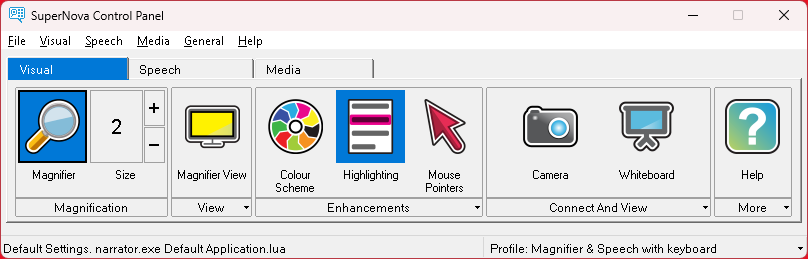 SuperNova Control Panel
File Visual Speech Media General Help
Visual Speech Media
2 + −
Magnifier Size Magnifier View Colour Scheme Highlighting Mouse Pointers Camera Whiteboard Help
?
Magnification View Enhancements Connect And View More
Default Settings. narrator.exe Default Application.lua Profile: Magnifier & Speech with keyboard